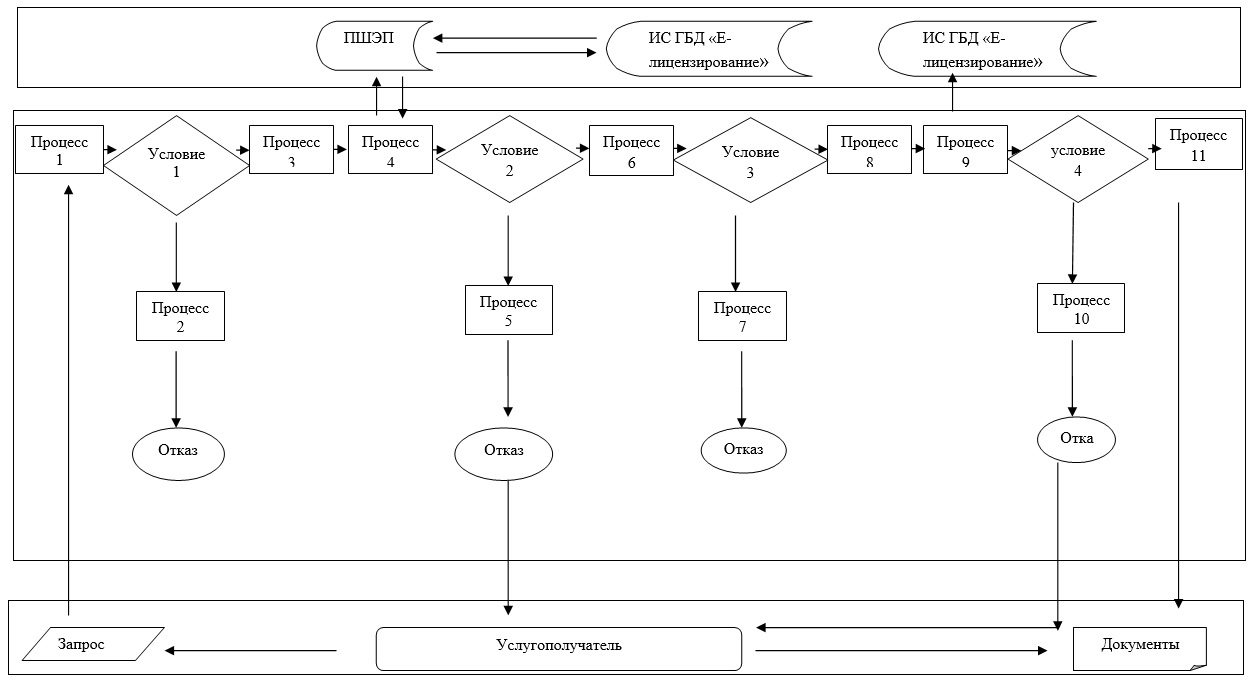 ПШЭП
ИС ГБД «Е-
лицензирование»
ИС ГБД «Е-
лицензирование»
Процесс
1
Условие
1
Процесс
3
Процесс
4
Условие
2
Процесс
6
Условие
3
Процесс
8
Процесс
9
условие
4
Процесс
11
Процесс
2
Процесс
5
Процесс
7
Процесс
10
Отказ
Отказ
Отказ
Отка
Запрос
Услугополучатель
Документы